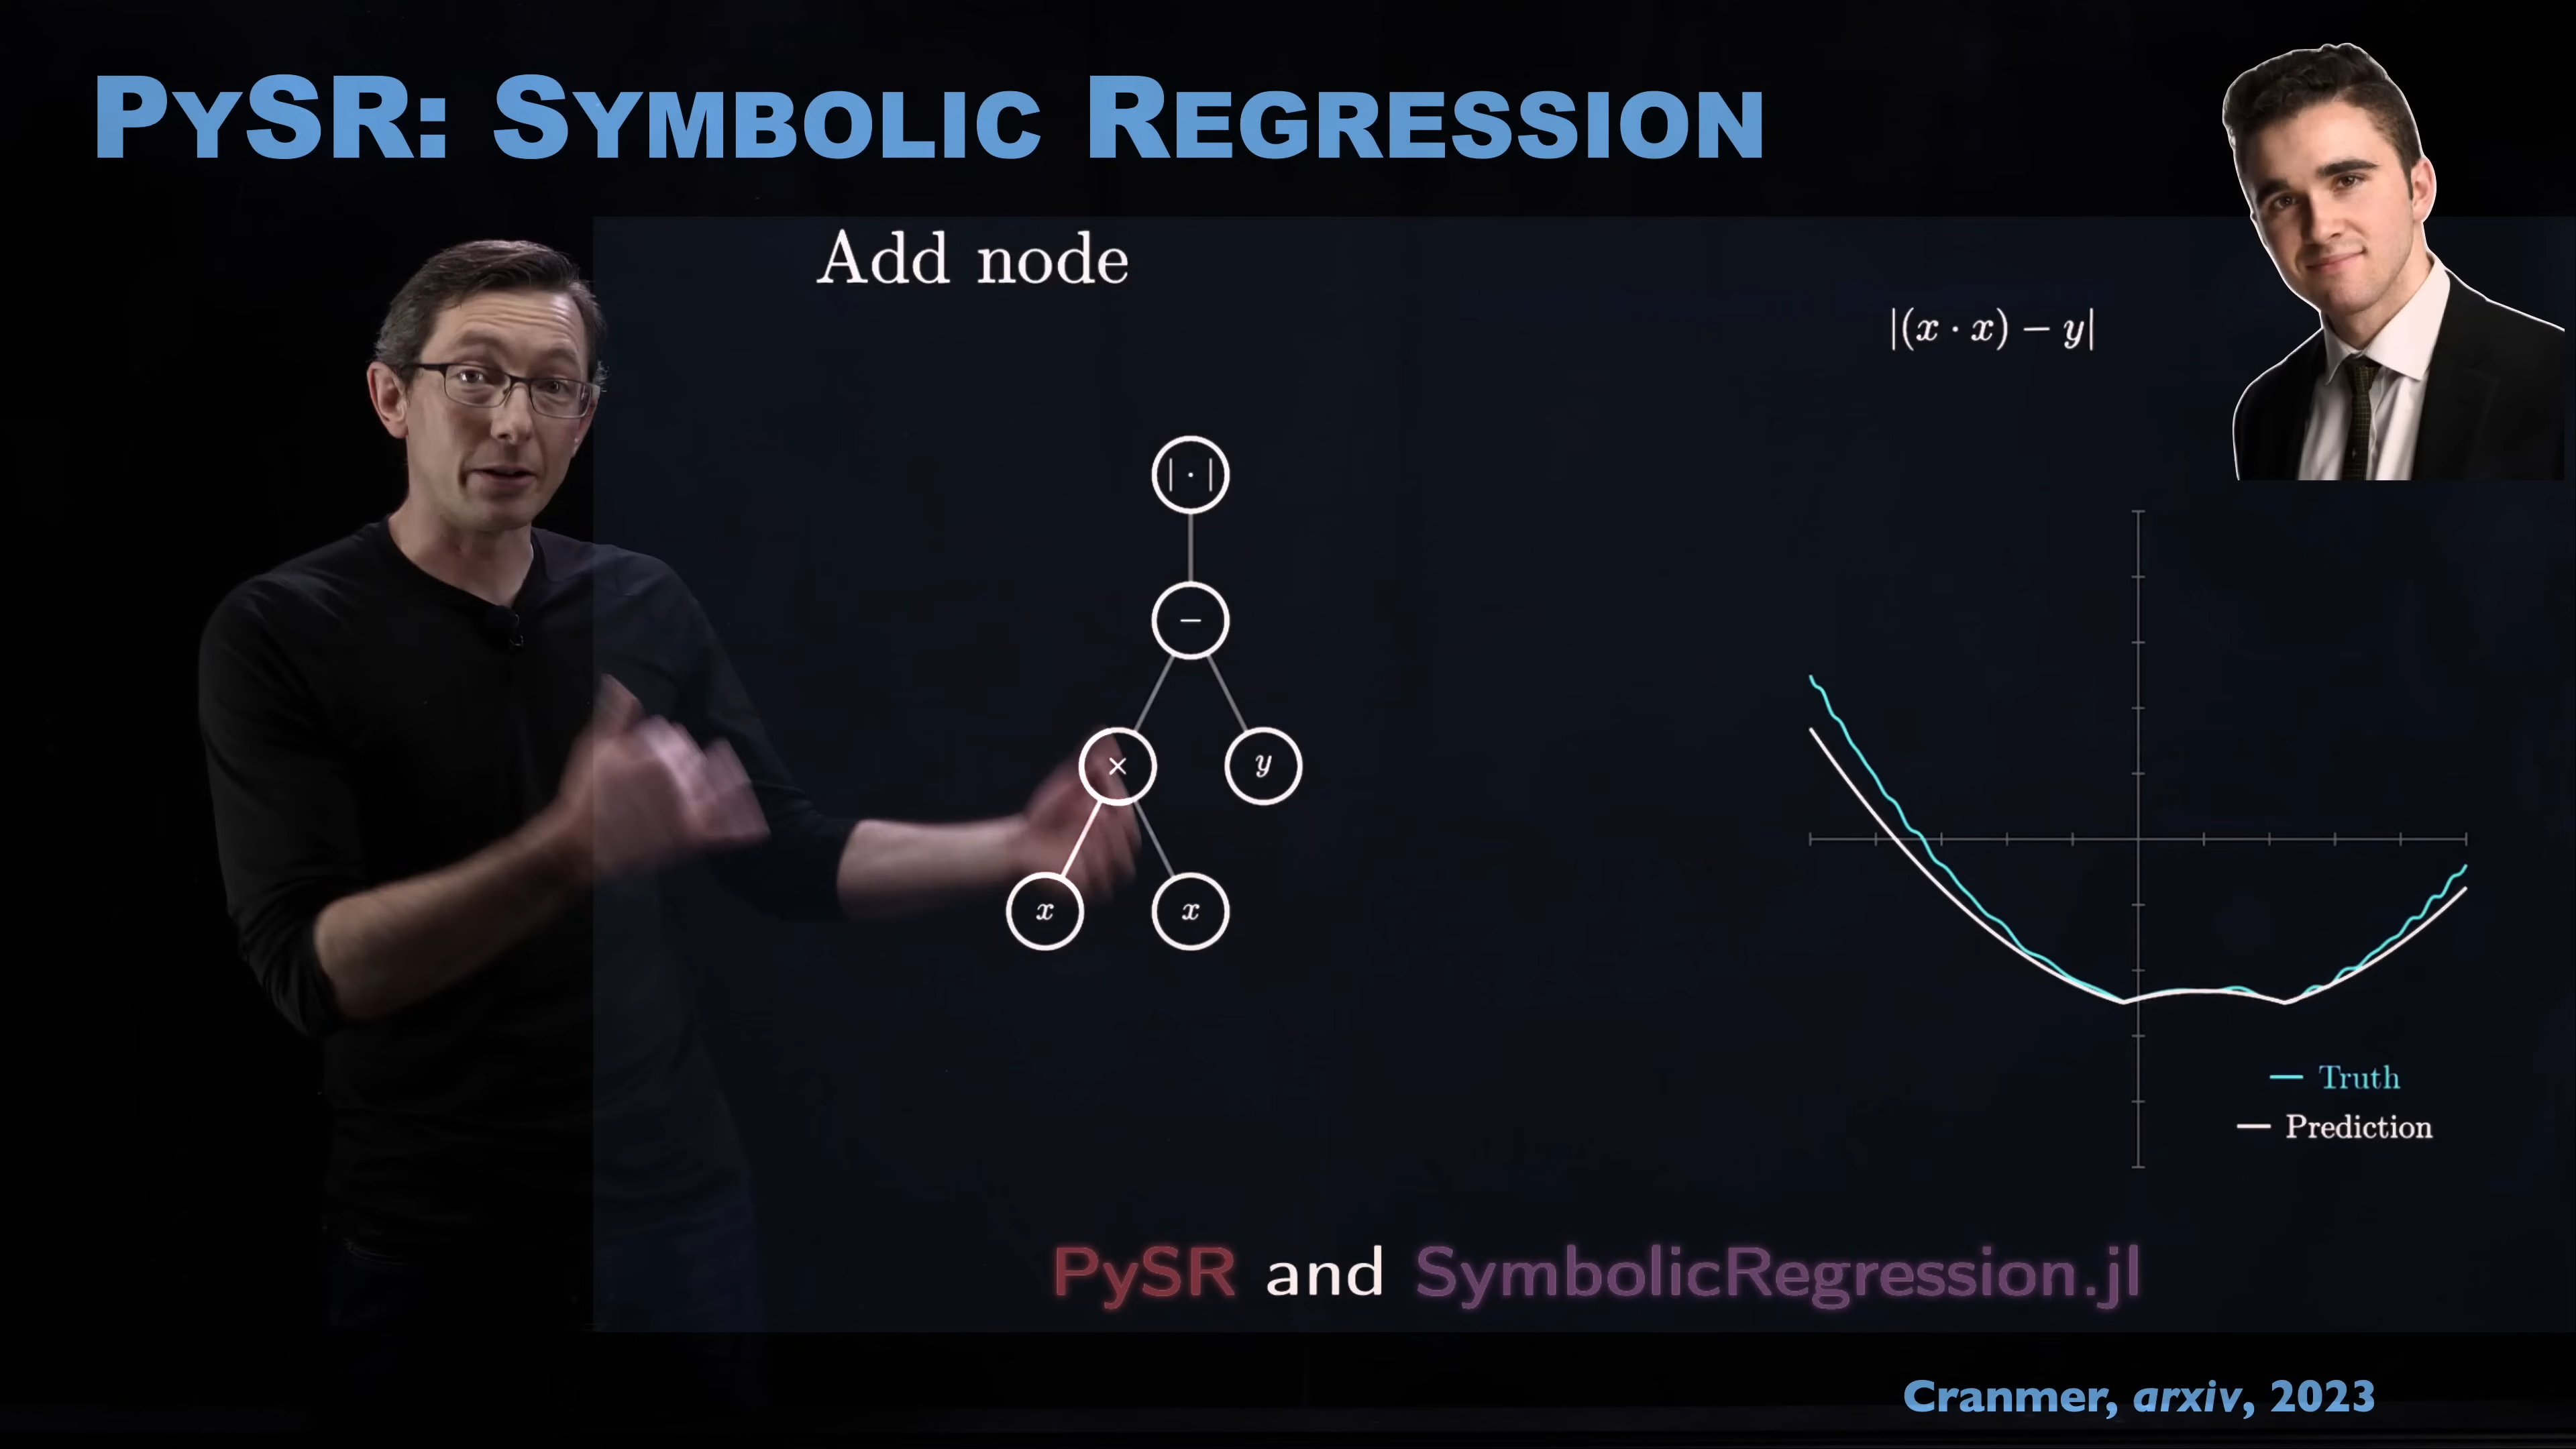 PYSR: SYMBOLIC REGRESSION
Add node
|(x · x) − y|
| · |
−
×
y
x
x
Truth
Prediction
PySR and SymbolicRegression.jl
Cranmer, arxiv, 2023